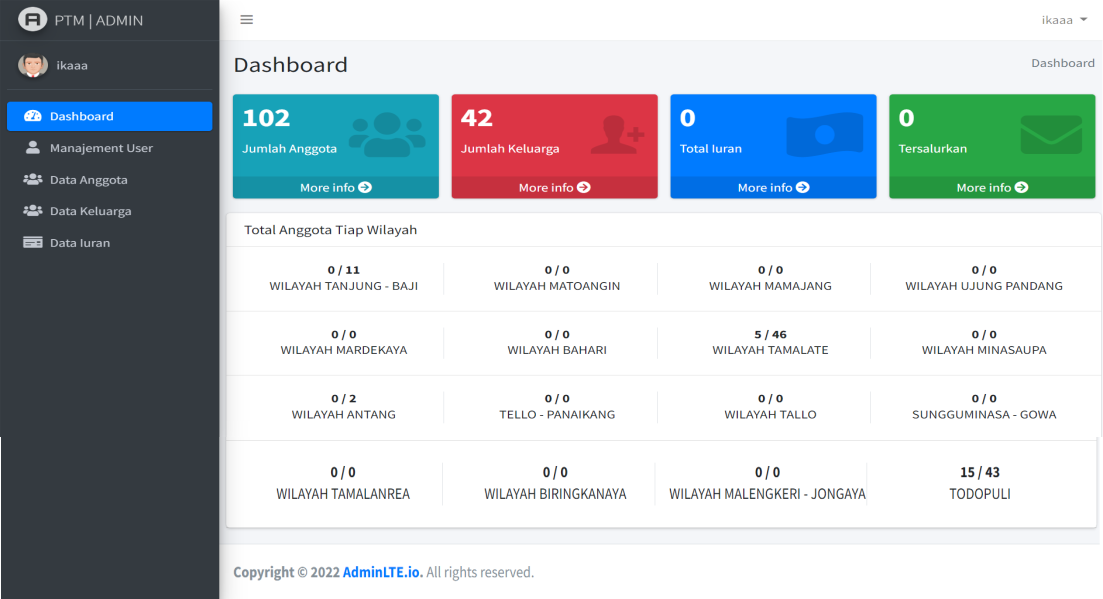 PTM | ADMIN
ikaaa
Dashboard
Manajement User
Data Anggota
Data Keluarga
Data Iuran
ikaaa
Dashboard
Dashboard
102
Jumlah Anggota
More info
42
Jumlah Keluarga
More info
0
Total Iuran
More info
0
Tersalurkan
More info
Total Anggota Tiap Wilayah
0 / 11
WILAYAH TANJUNG - BAJI
0 / 0
WILAYAH MATOANGIN
0 / 0
WILAYAH MAMAJANG
0 / 0
WILAYAH UJUNG PANDANG
0 / 0
WILAYAH MARDEKAYA
0 / 0
WILAYAH BAHARI
5 / 46
WILAYAH TAMALATE
0 / 0
WILAYAH MINASAUPA
0 / 2
WILAYAH ANTANG
0 / 0
TELLO - PANAIKANG
0 / 0
WILAYAH TALLO
0 / 0
SUNGGUMINASA - GOWA
0 / 0
WILAYAH TAMALANREA
0 / 0
WILAYAH BIRINGKANAYA
0 / 0
WILAYAH MALENGKERI - JONGAYA
15 / 43
TODOPULI
Copyright © 2022 AdminLTE.io. All rights reserved.